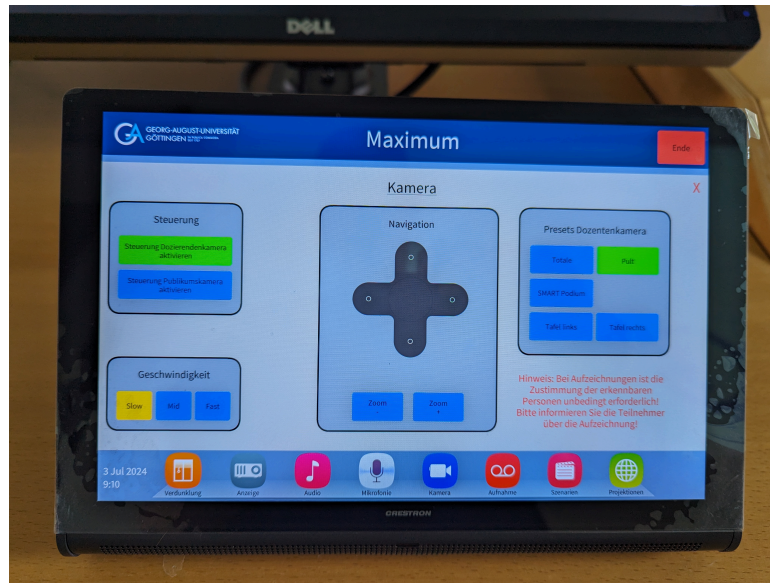 DELL
GEORG-AUGUST-UNIVERSITÄT
GÖTTINGEN
Maximum
Ende
Kamera
X
Steuerung
Steuerung Dozierendenkamera
aktivieren
Steuerung Publikumskamera
aktivieren
Navigation
Presets Dozentenkamera
Totale
Pult
SMART Podium
Tafel links
Tafel rechts
Geschwindigkeit
Slow
Mid
Fast
Zoom
-
Zoom
+
Hinweis: Bei Aufzeichnungen ist die
Zustimmung der erkennbaren
Personen unbedingt erforderlich!
Bitte informieren Sie die Teilnehmer
über die Aufzeichnung!
3 Jul 2024
9:10
Verdunklung
Anzeige
Audio
Mikrofonie
Kamera
Aufnahme
Szenarien
Projektionen
CRESTRON